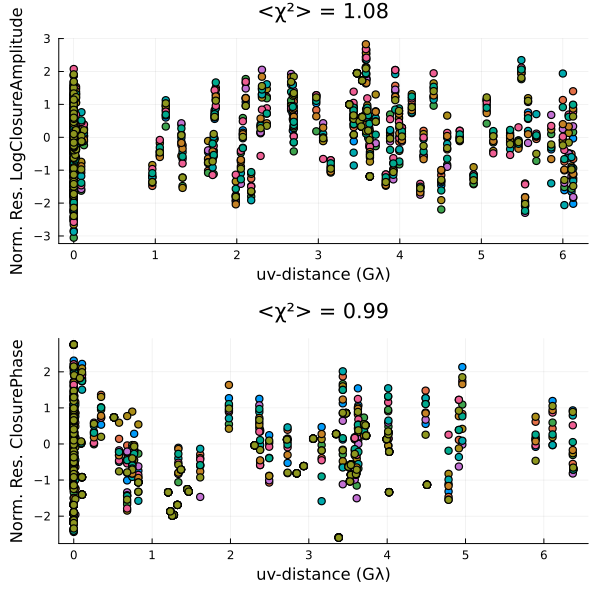 <χ²> = 1.08
Norm. Res. LogClosureAmplitude
3
2
1
0
−1
−2
−3
0 1 2 3 4 5 6
uv-distance (Gλ)
<χ²> = 0.99
Norm. Res. ClosurePhase
2
1
0
−1
−2
0 1 2 3 4 5 6
uv-distance (Gλ)